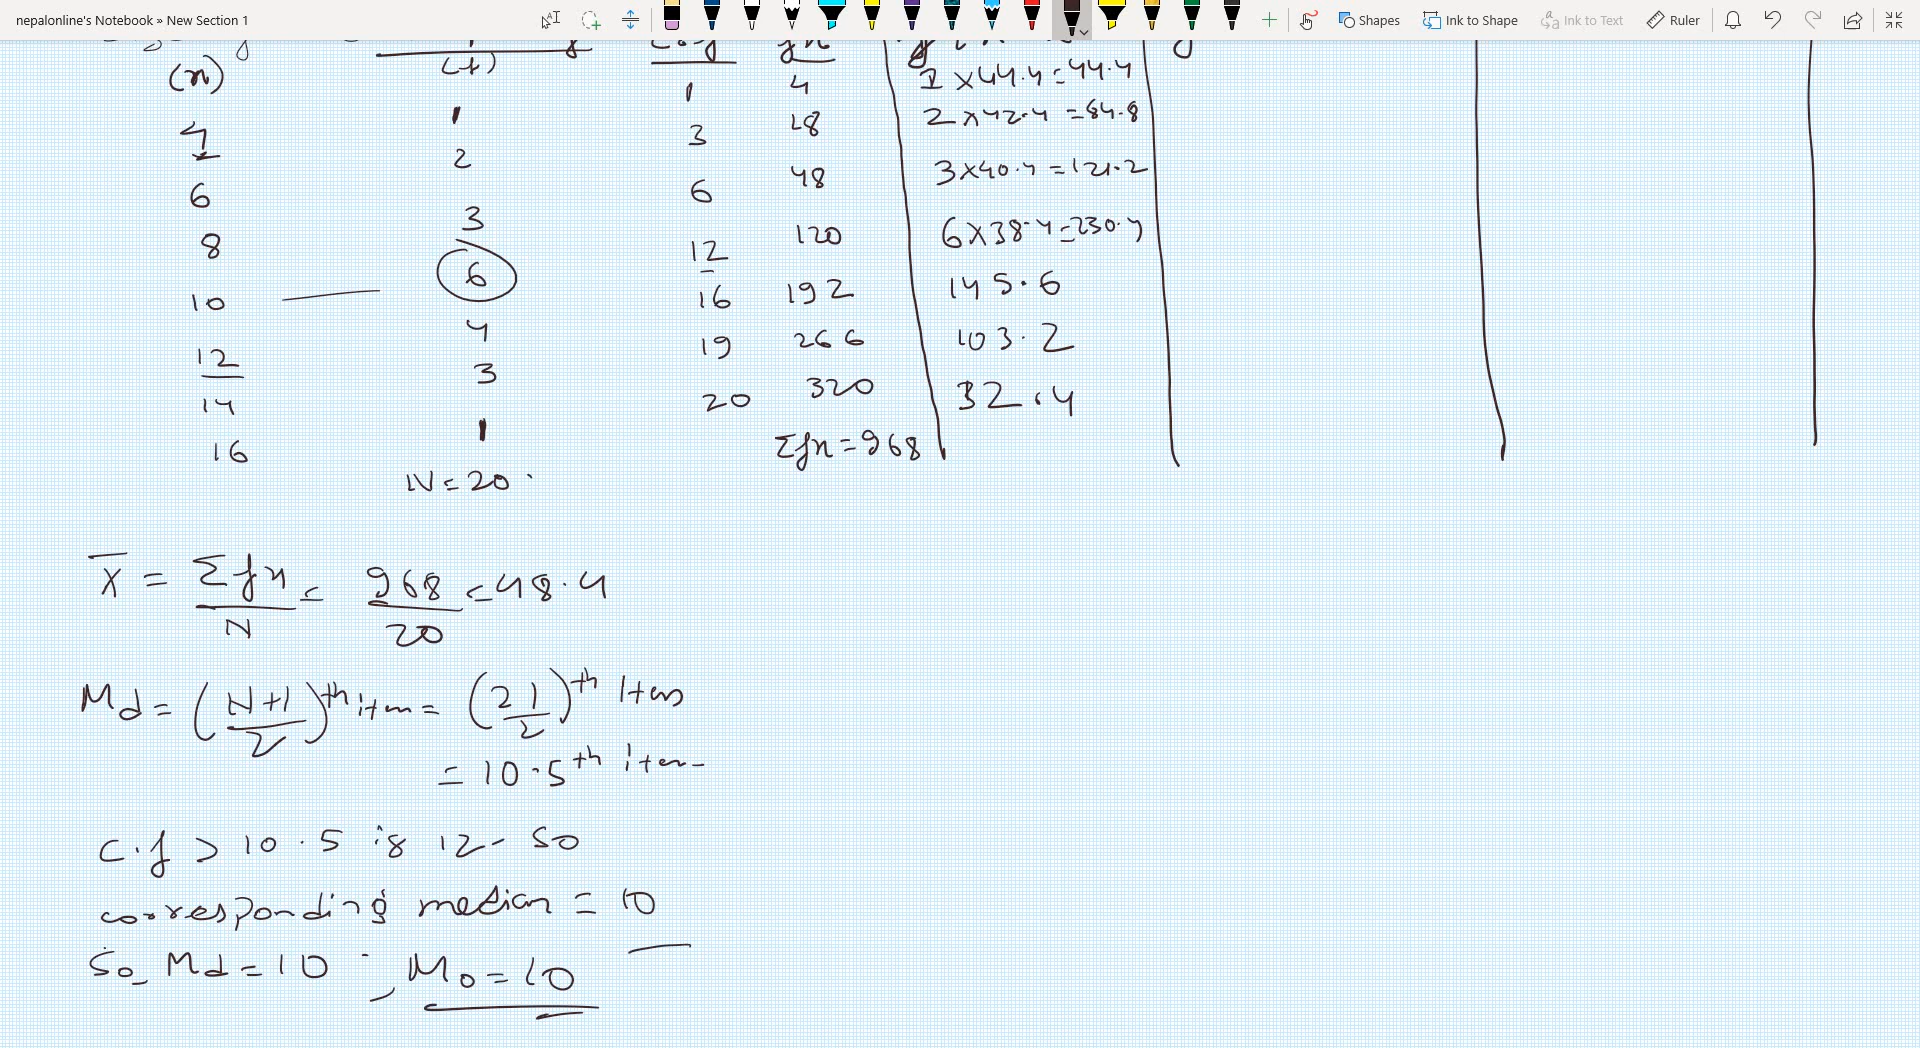 nepalonline's Notebook » New Section 1
Shapes Ink to Shape Ink to Text Ruler
(x) (f)
4 1 1 4 1 × 44.4 = 44.4
6 2 3 18 2 × 42.4 = 84.8
8 3 6 48 3 × 40.4 = 121.2
10 6 12 120 6 × 38.4 = 230.4
12 4 16 192 145.6
14 3 19 266 103.2
16 1 20 320 32.4
N = 20 Σfx = 968
X̄ = Σfx / N = 968 / 20 = 48.4
Md = (N+1 / 2)th item = (21 / 2)th item
= 10.5th item
c.f > 10.5 is 12 - so
corresponding median = 10
So Md = 10 ; Mo = 10